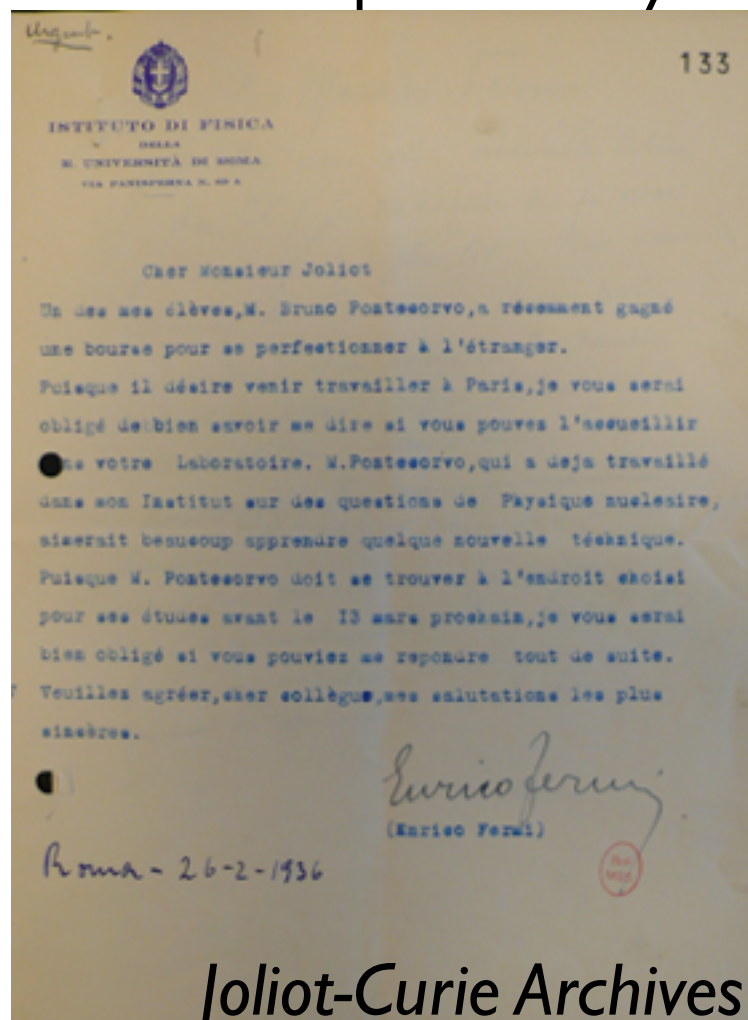 Urgent.
133
ISTITUTO DI FISICA
DELLA
R. UNIVERSITÀ DI ROMA
VIA PANISPERNA N. 89 A
Cher Monsieur Joliot
Un des mes élèves,M. Bruno Pontecorvo,a récemment gagné
une bourse pour se perfectionner à l'étranger.
Puisque il désire venir travailler à Paris,je vous serai
obligé de bien savoir me dire si vous pouvez l'accueillir
ns votre Laboratoire. M.Pontecorvo,qui a deja travaillé
dans mon Institut sur des questions de Physique nucleaire,
aimerait beaucoup apprendre quelque nouvelle téchnique.
Puisque M. Pontecorvo doit se trouver à l'endroit choisi
pour ses études avant le 13 mars prochain,je vous serai
bien obligé si vous pouviez me repondre tout de suite.
Veuillez agréer,cher collègue,mes salutations les plus
sincères.
Enrico Fermi
(Enrico Fermi)
Roma - 26-2-1936
Joliot-Curie Archives